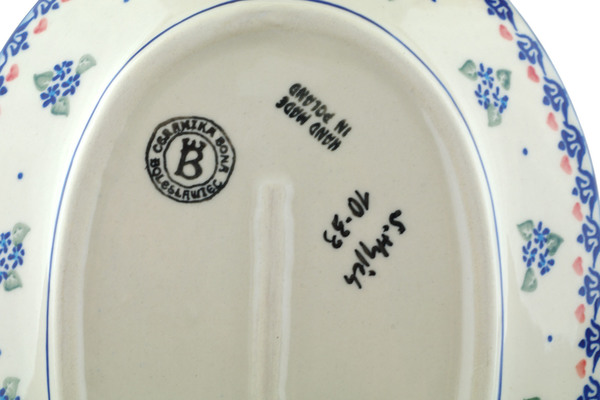 CERAMIKA BONA
B
BOLESŁAWIEC
HAND MADE
IN POLAND
10-33